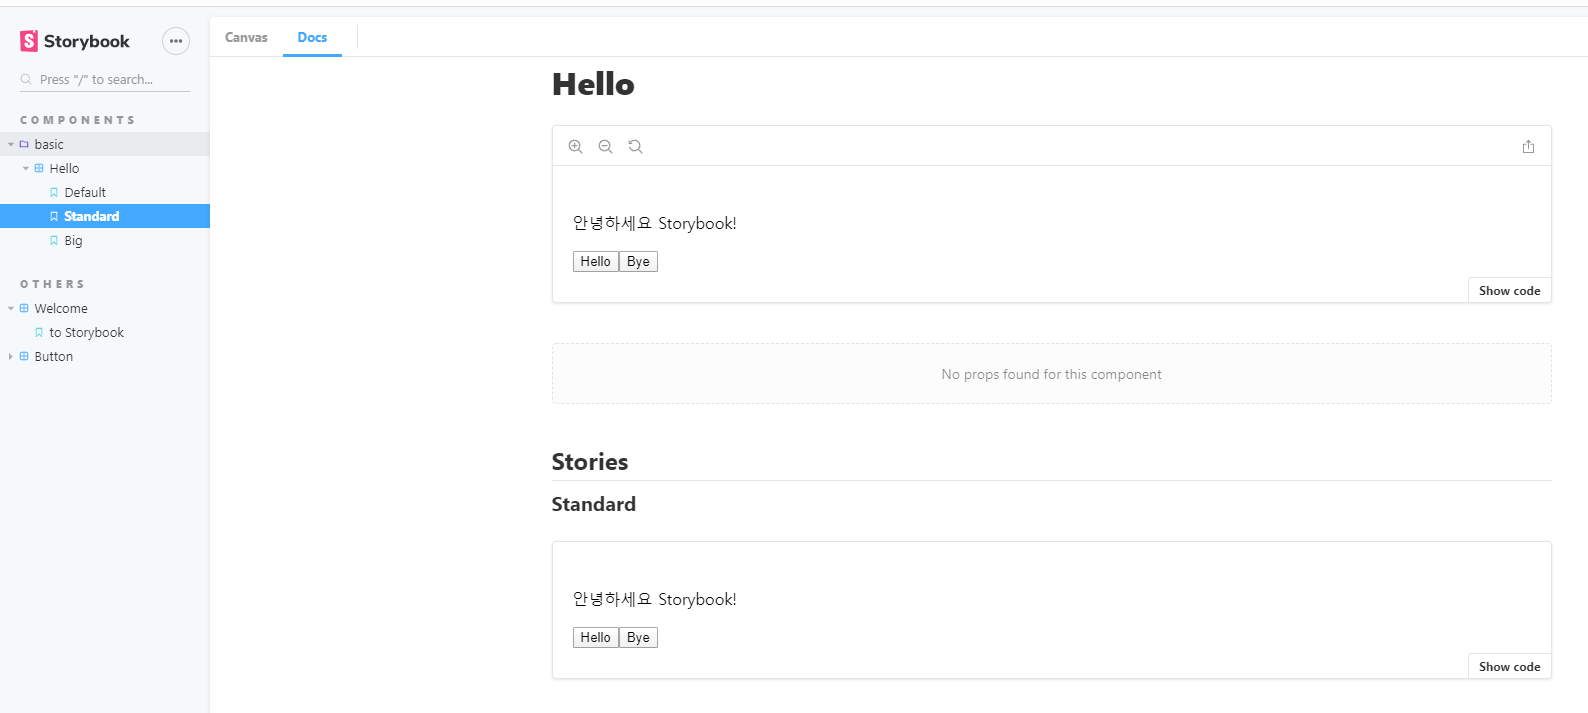 Storybook
Press "/" to search...
COMPONENTS
basic
Hello
Default
Standard
Big
OTHERS
Welcome
to Storybook
Button
Canvas Docs
Hello
안녕하세요 Storybook!
Hello Bye
Show code
No props found for this component
Stories
Standard
안녕하세요 Storybook!
Hello Bye
Show code